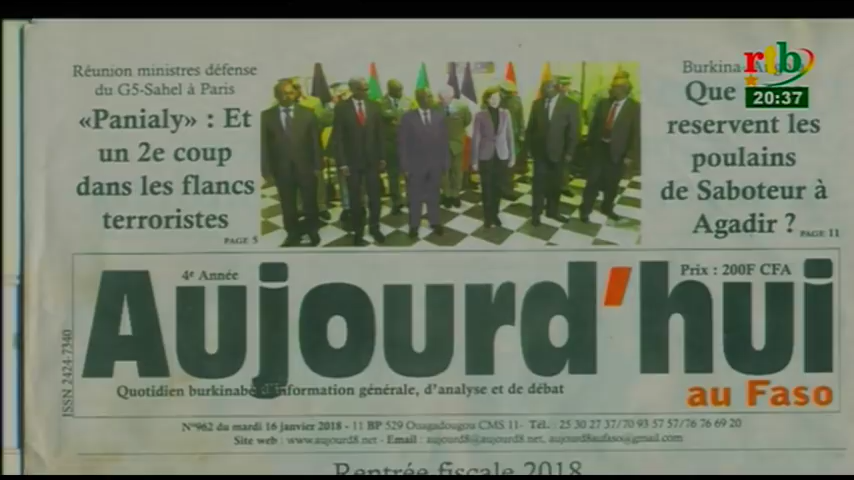 Réunion ministres défense
du G5-Sahel à Paris
«Panialy» : Et
un 2e coup
dans les flancs
terroristes
PAGE 5
Burkina-Angola
Que
reservent les
poulains
de Saboteur à
Agadir ?
PAGE 11
rtb
20:37
4e Année
Prix : 200F CFA
Aujourd'hui
au Faso
Quotidien burkinabè d'information générale, d'analyse et de débat
ISSN 2424-7340
N°962 du mardi 16 janvier 2018 - 11 BP 529 Ouagadougou CMS 11- Tél. : 25 30 27 37/70 93 57 57/76 76 69 20
Site web : www.aujourd8.net - Email : aujourd8@aujourd8.net, aujourd8aufaso@gmail.com
Rentrée fiscale 2018